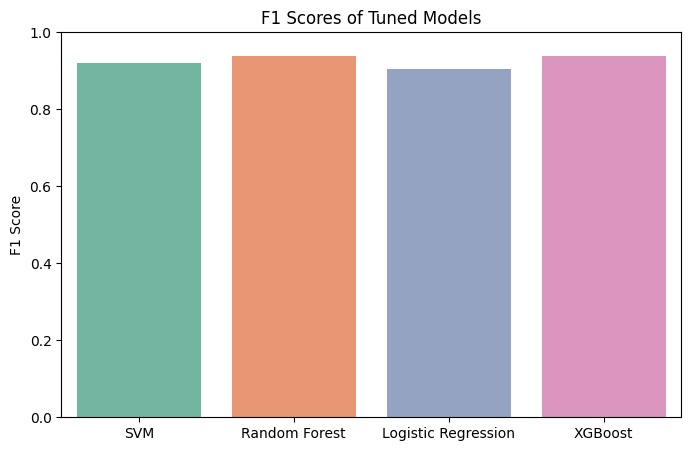 F1 Scores of Tuned Models
1.0
0.8
0.6
0.4
0.2
0.0
F1 Score
SVM
Random Forest
Logistic Regression
XGBoost